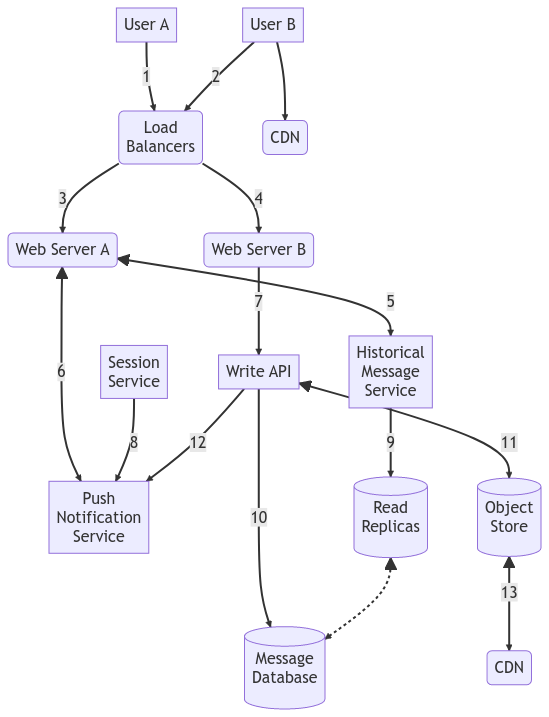 User A
User B
1
2
Load
Balancers
CDN
3
4
Web Server A
Web Server B
7
5
Session
Service
6
Write API
Historical
Message
Service
8
12
9
11
Push
Notification
Service
10
Read
Replicas
Object
Store
13
Message
Database
CDN